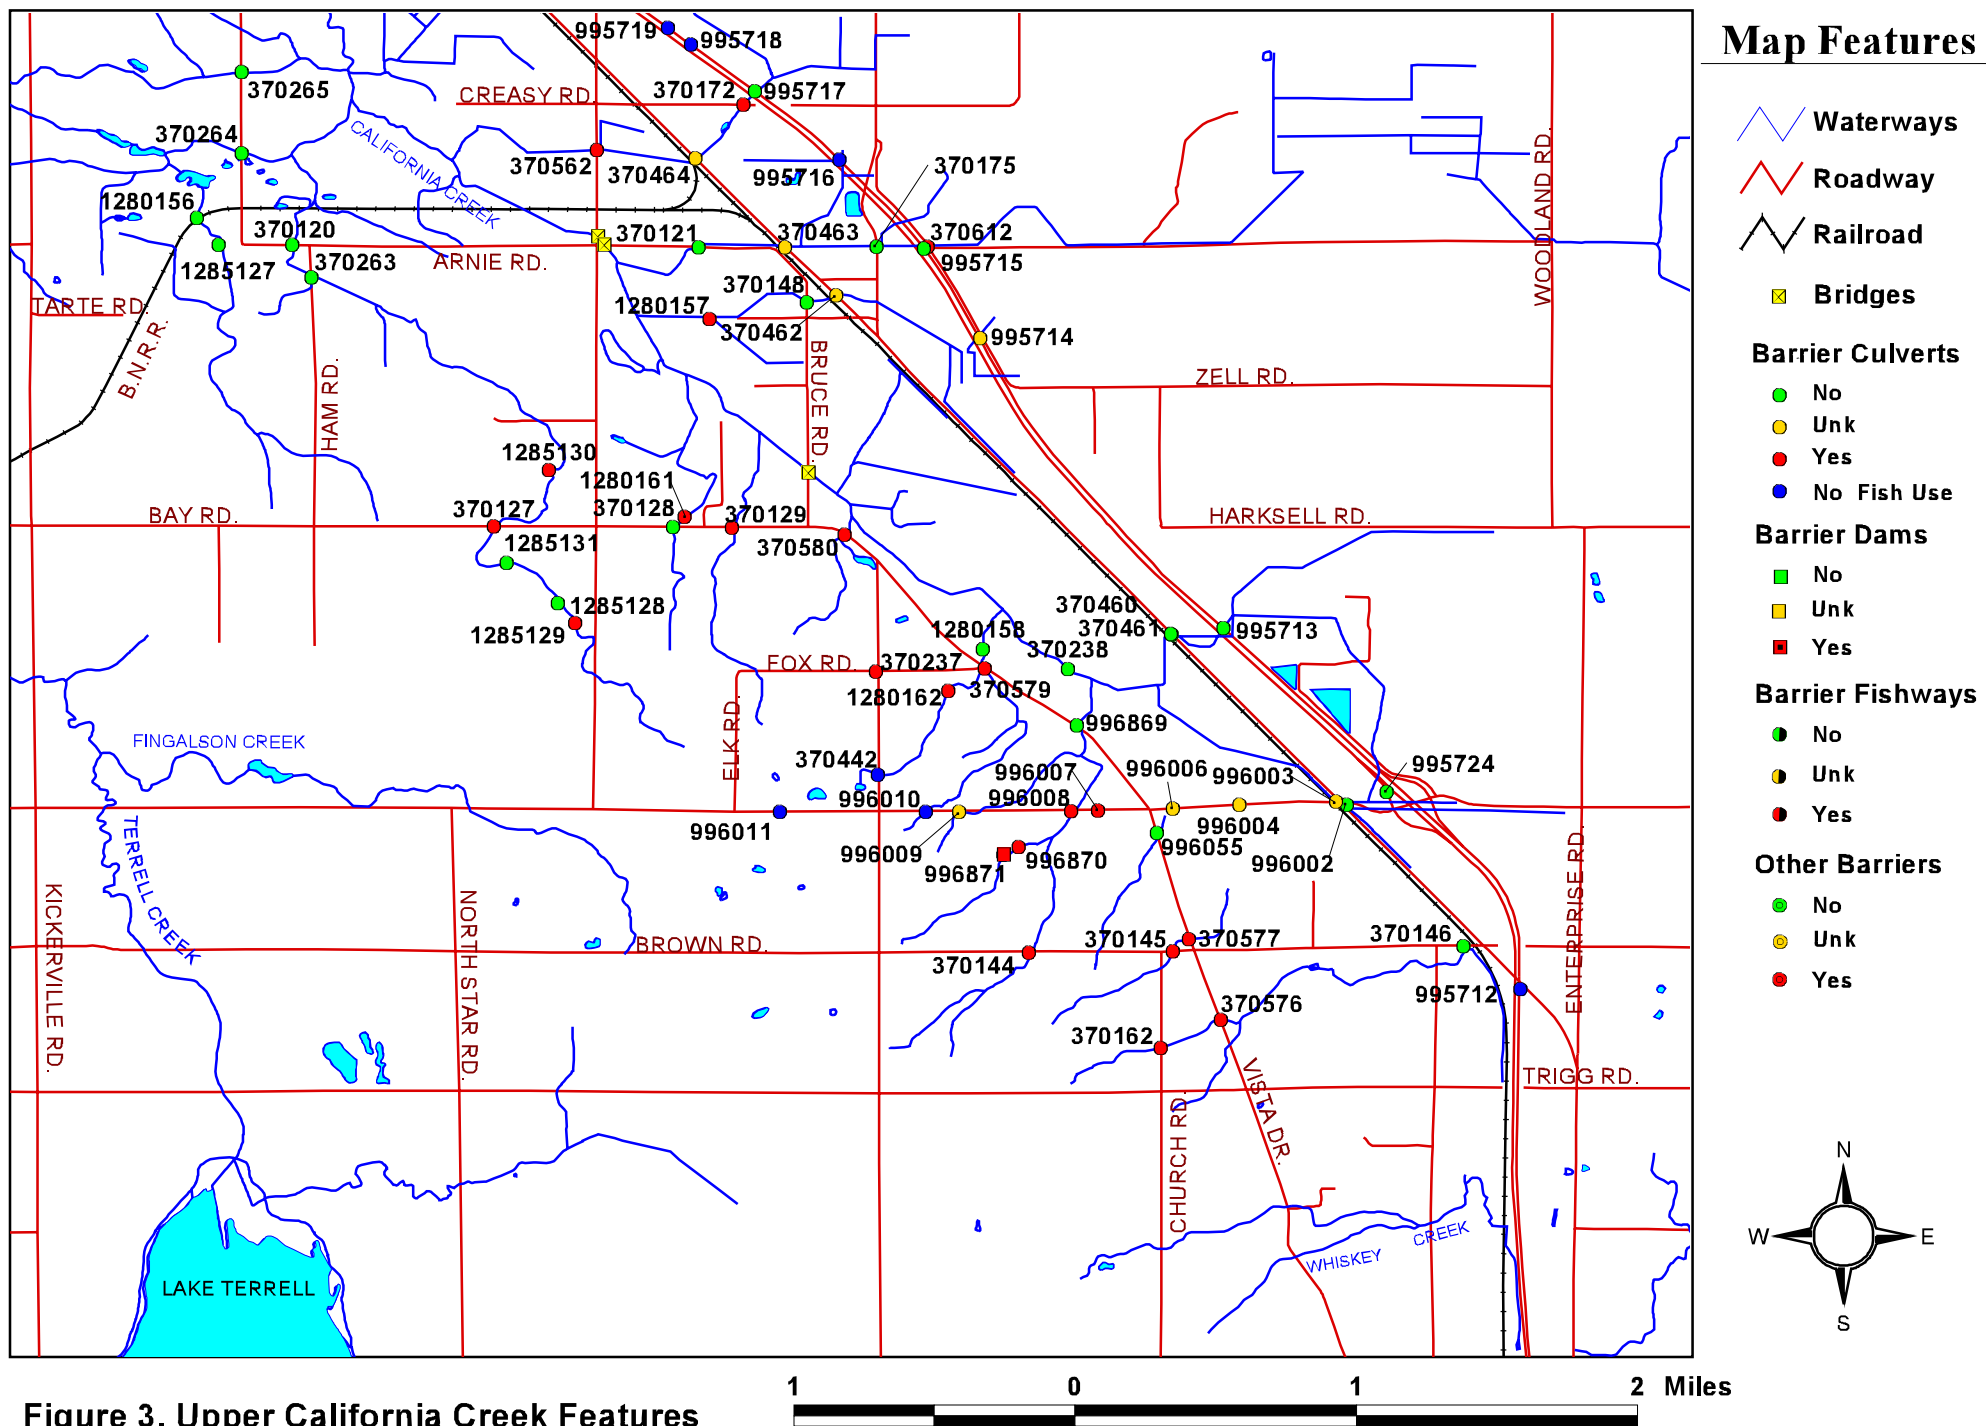 995719
995718
Map Features
370265
CREASY RD.
370172
995717
Waterways
370264
CALIFORNIA CREEK
370562
370464
995716
370175
WOODLAND RD.
Roadway
1280156
370120
370121
370463
370612
Railroad
1285127
370263
ARNIE RD.
995715
TARTE RD.
1280157
370148
370462
Bridges
B.N.R.R.
HAM RD.
BRUCE RD.
995714
ZELL RD.
Barrier Culverts
No
Unk
Yes
No Fish Use
1285130
1280161
370127
370128
370129
BAY RD.
HARKSELL RD.
1285131
370580
Barrier Dams
No
Unk
Yes
1285128
1285129
370460
370461
995713
1280158
370238
FOX RD.
370237
1280162
370579
Barrier Fishways
No
Unk
Yes
ELK RD.
996869
FINGALSON CREEK
370442
996007
996006
996003
995724
996010
996008
996011
996009
996004
996055
996002
996871
996870
TERRELL CREEK
ENTERPRISE RD.
Other Barriers
No
Unk
Yes
KICKERVILLE RD.
NORTH STAR RD.
BROWN RD.
370144
370145
370577
370146
995712
370576
370162
VISTA DR.
TRIGG RD.
CHURCH RD.
WHISKEY CREEK
LAKE TERRELL
N
W E
S
1 0 1 2 Miles
Figure 3. Upper California Creek Features